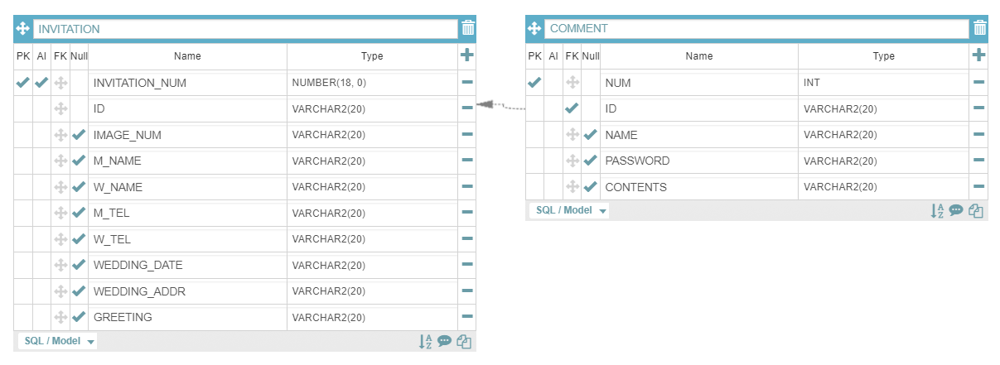 INVITATION
PK AI FK Null Name Type
INVITATION_NUM NUMBER(18, 0)
ID VARCHAR2(20)
IMAGE_NUM VARCHAR2(20)
M_NAME VARCHAR2(20)
W_NAME VARCHAR2(20)
M_TEL VARCHAR2(20)
W_TEL VARCHAR2(20)
WEDDING_DATE VARCHAR2(20)
WEDDING_ADDR VARCHAR2(20)
GREETING VARCHAR2(20)
SQL / Model
A
Z
COMMENT
PK AI FK Null Name Type
NUM INT
ID VARCHAR2(20)
NAME VARCHAR2(20)
PASSWORD VARCHAR2(20)
CONTENTS VARCHAR2(20)
SQL / Model
A
Z